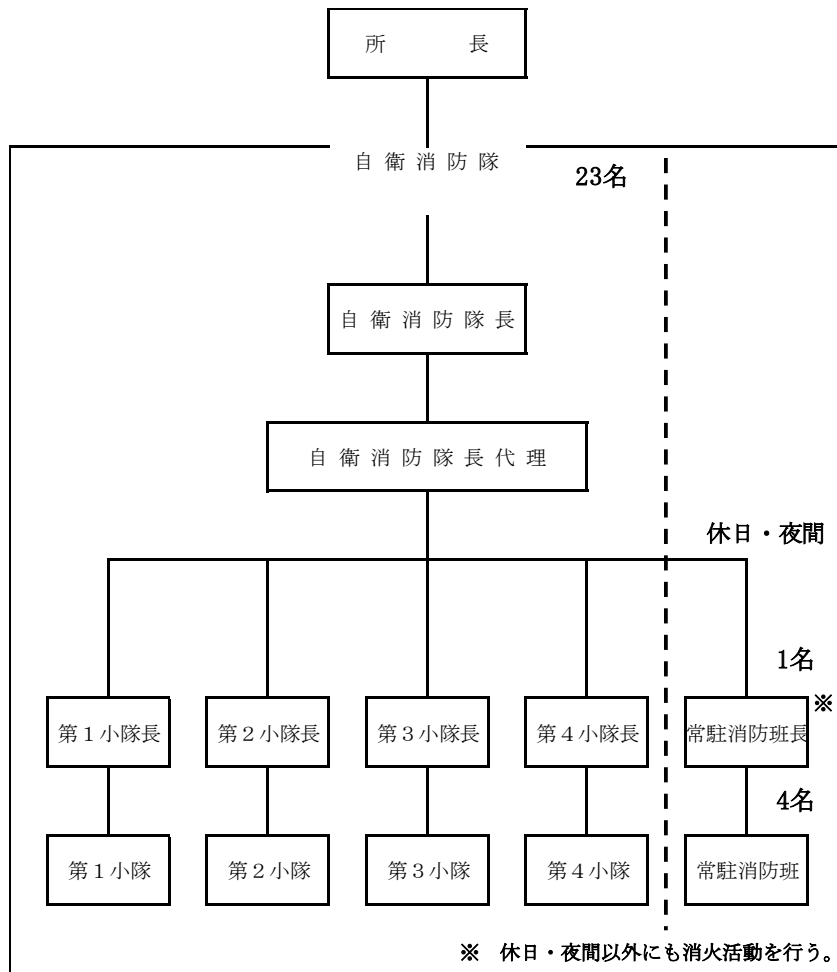 所　　　長
自 衛 消 防 隊
23名
自 衛 消 防 隊 長
自 衛 消 防 隊 長 代 理
休日・夜間
1名
※
第１小隊長
第２小隊長
第３小隊長
第４小隊長
常駐消防班長
4名
第１小隊
第２小隊
第３小隊
第４小隊
常駐消防班
※　休日・夜間以外にも消火活動を行う。